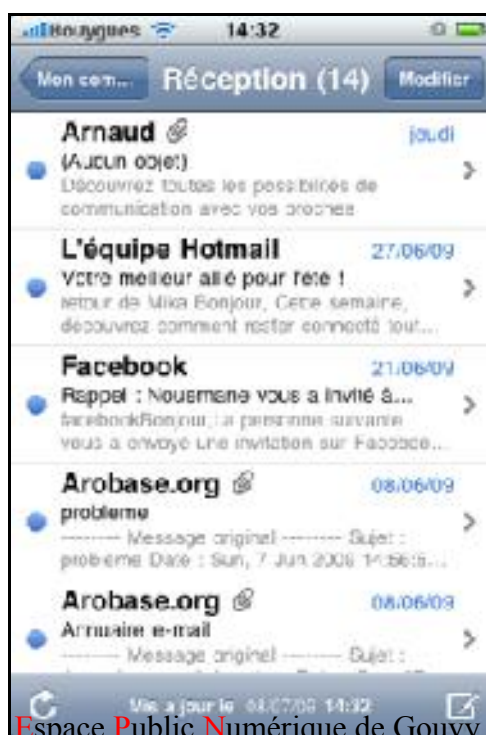 Bouygues 14:32
Mon com... Réception (14) Modifier
Arnaud jeudi
(Aucun objet)
Découvrez toutes les possibilités de
communication avec vos proches
L'équipe Hotmail 27/06/09
Votre meilleur allié pour l'été !
retour de Mika Bonjour, Cette semaine,
découvrez comment rester connecté tout...
Facebook 21/06/09
Rappel : Nousmane vous a invité à...
facebookBonjour, La personne suivante
vous a envoyé une invitation sur Facebook...
Arobase.org 08/06/09
probleme
-------- Message original -------- Sujet :
probleme Date : Sun, 7 Jun 2009 14:56:5...
Arobase.org 08/06/09
Annuaire e-mail
-------- Message original -------- Sujet :
Mis à jour le 04/07/09 14:32
Espace Public Numérique de Gouvy